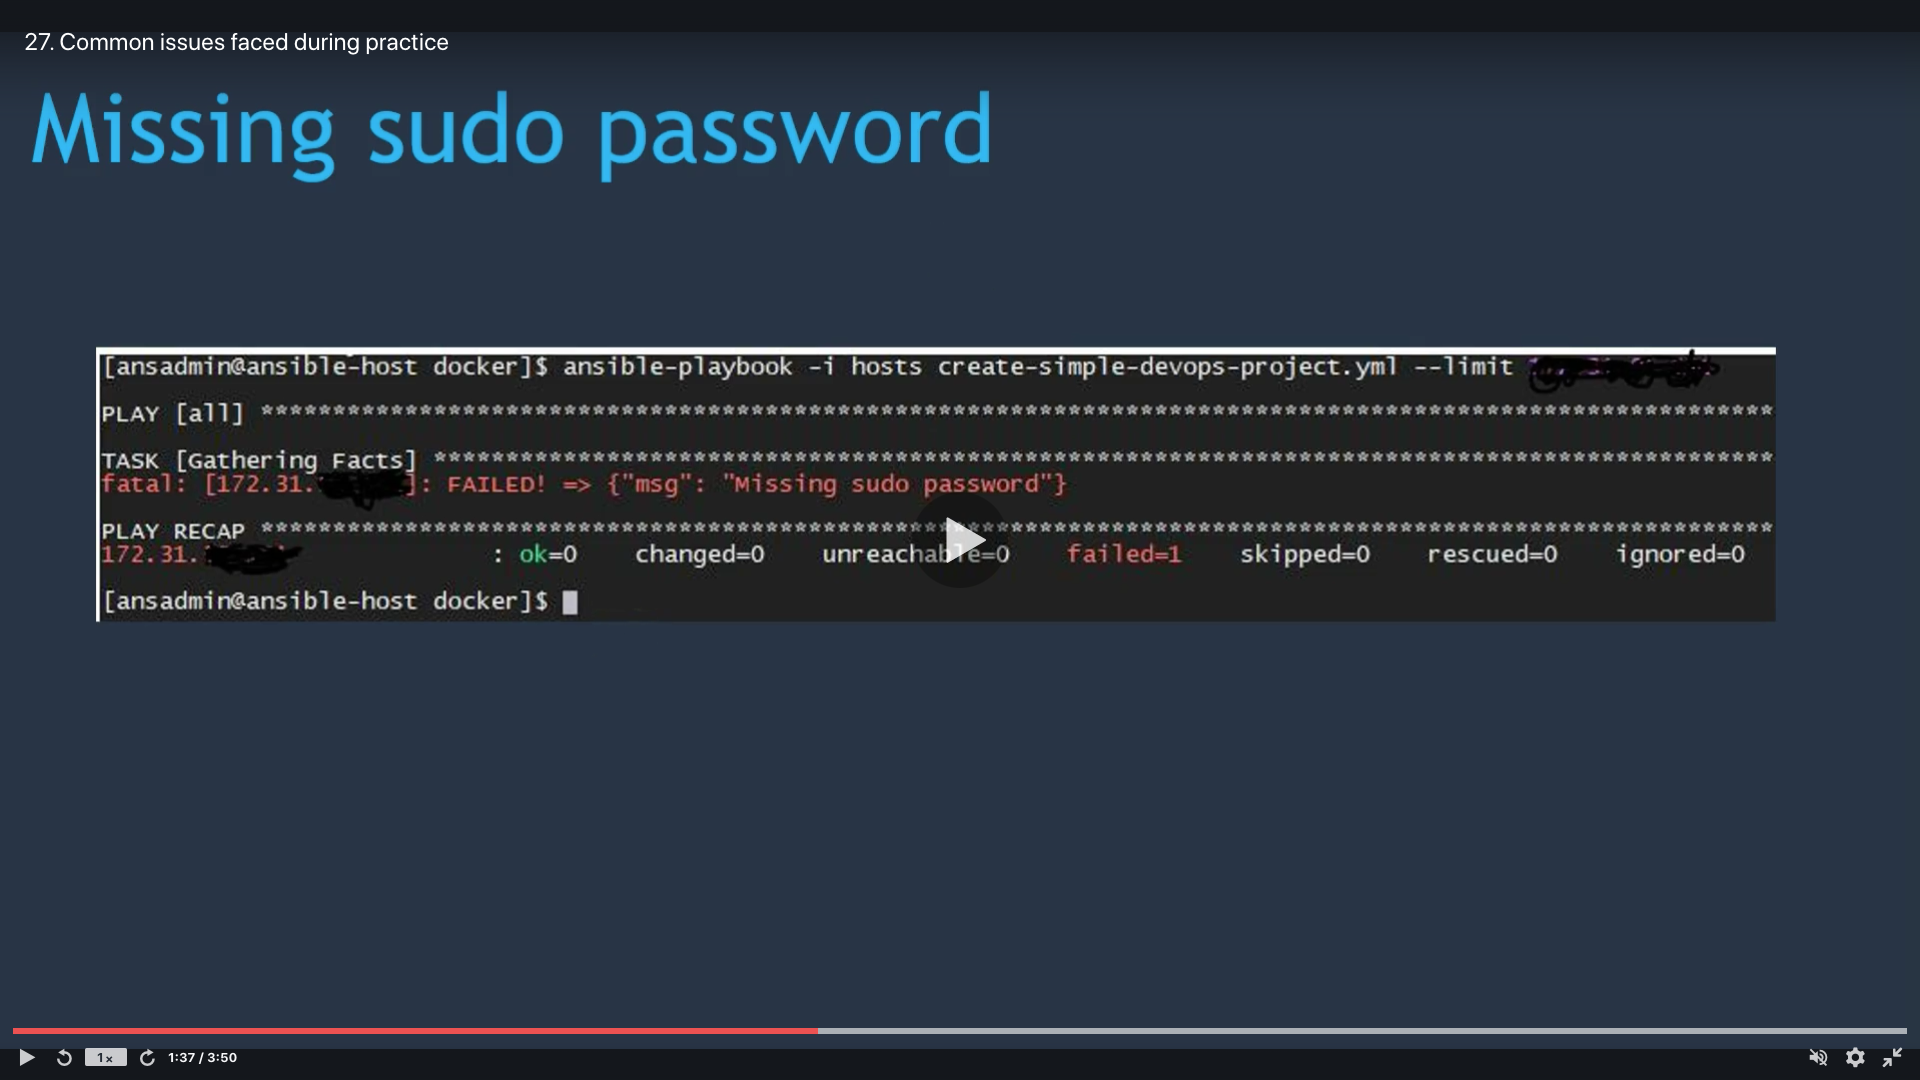 27. Common issues faced during practice
Missing sudo password
[ansadmin@ansible-host docker]$ ansible-playbook -i hosts create-simple-devops-project.yml --limit
PLAY [all] *********************************************************************************************************
TASK [Gathering Facts] *********************************************************************************************
fatal: [172.31. ]: FAILED! => {"msg": "Missing sudo password"}
PLAY RECAP *********************************************************************************************************
172.31. : ok=0 changed=0 unreachable=0 failed=1 skipped=0 rescued=0 ignored=0
[ansadmin@ansible-host docker]$
1x 1:37 / 3:50